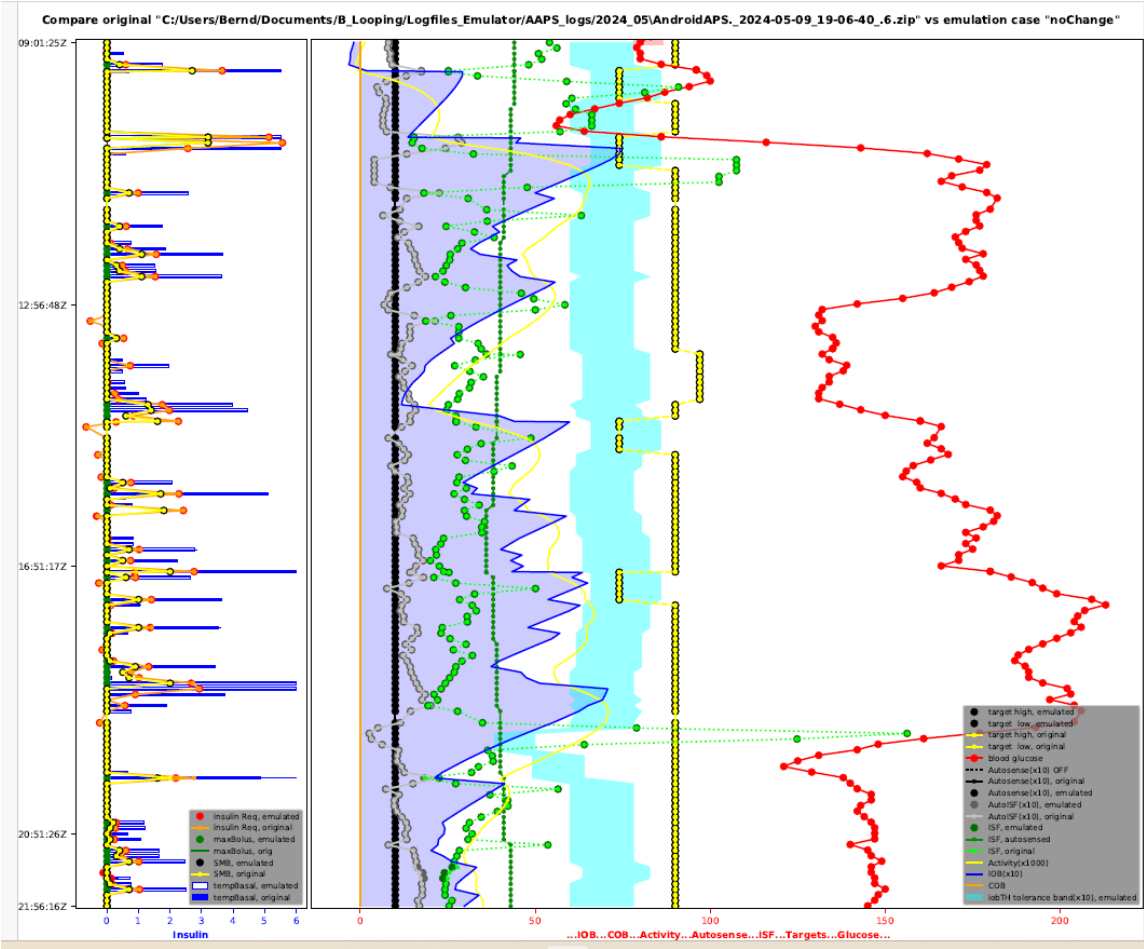 Compare original "C:/Users/Bernd/Documents/B_Looping/Logfiles_Emulator/AAPS_logs/2024_05\AndroidAPS._2024-05-09_19-06-40_.6.zip" vs emulation case "noChange"
09:01:25Z
12:56:48Z
16:51:17Z
20:51:26Z
21:56:16Z
insulin Req, emulated
insulin Req, original
maxBolus, emulated
maxBolus, orig
SMB, emulated
SMB, original
tempBasal, emulated
tempBasal, original
target high, emulated
target low, emulated
target high, original
target low, original
blood glucose
Autosense(x10) OFF
Autosense(x10), original
Autosense(x10), emulated
AutoISF(x10), emulated
AutoISF(x10), original
ISF, emulated
ISF, autosensed
ISF, original
Activity(x1000)
IOB(x10)
COB
iobTH tolerance band(x10), emulated
0 1 2 3 4 5 6
Insulin
0 50 100 150 200
...IOB...COB...Activity...Autosense...ISF...Targets...Glucose...